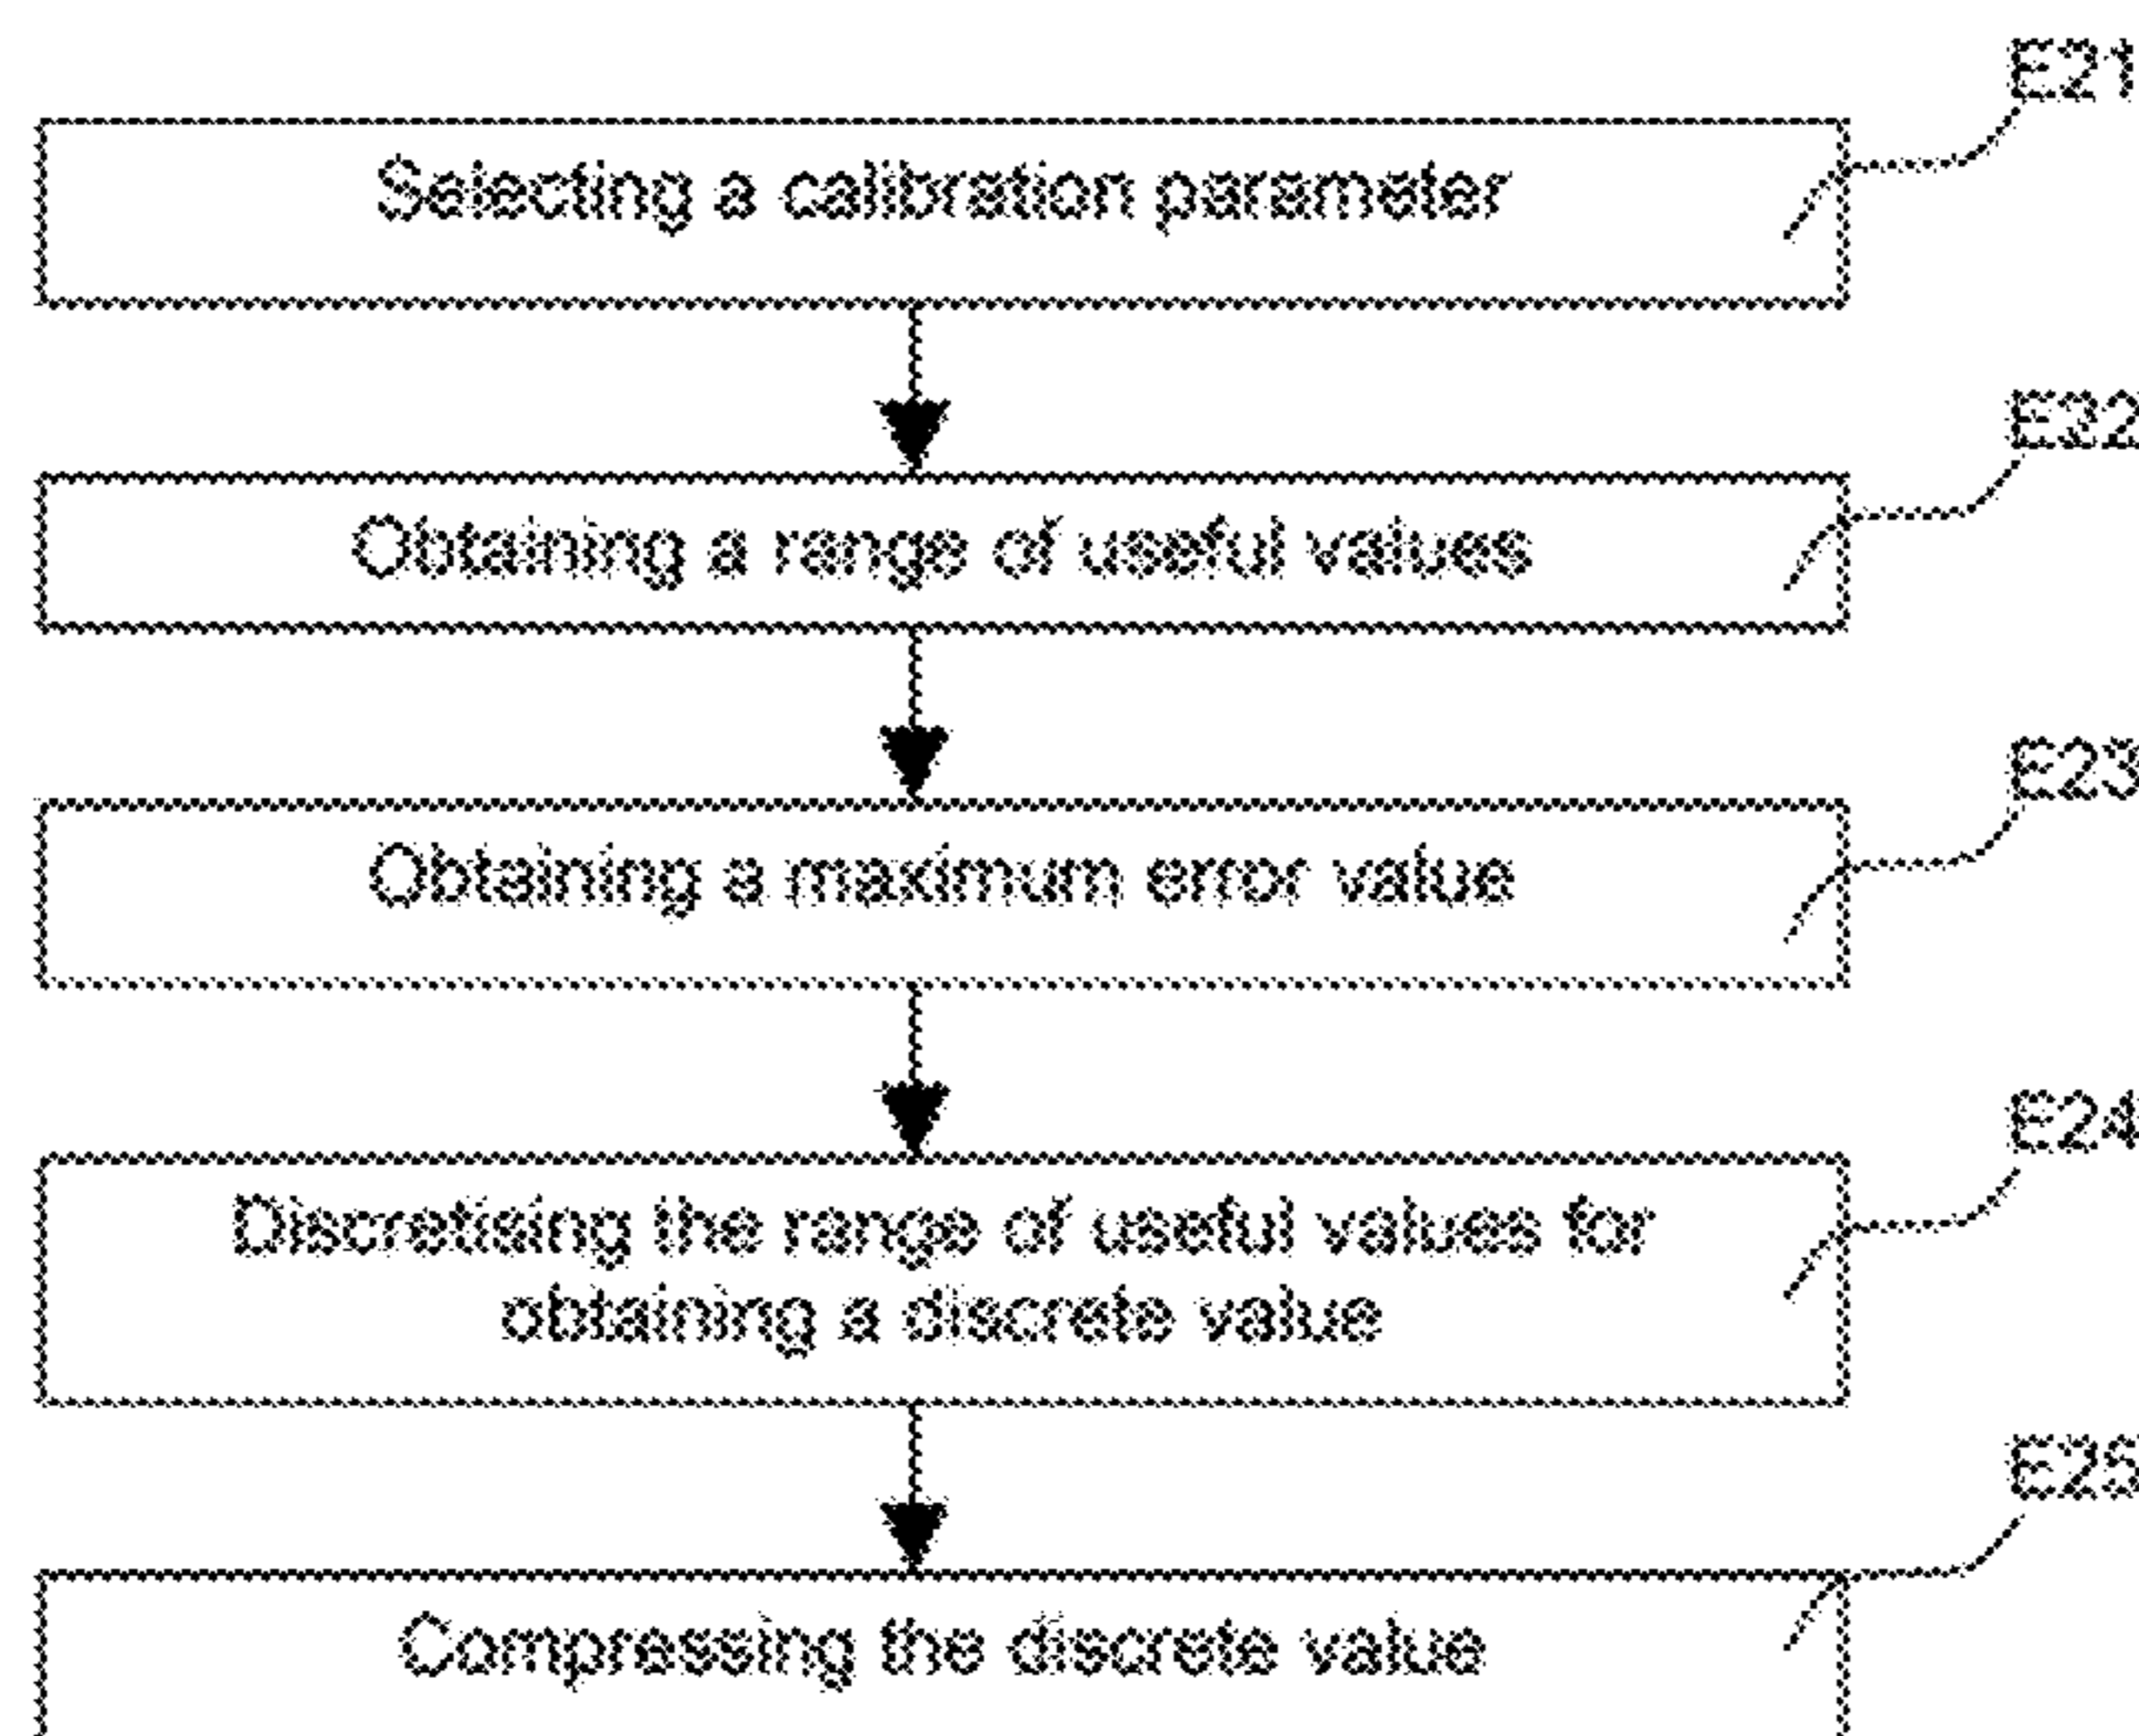 E21
Selecting a calibration parameter
E32
Obtaining a range of useful values
E23
Obtaining a maximum error value
E24
Discretising the range of useful values for
obtaining a discrete value
E25
Compressing the discrete value